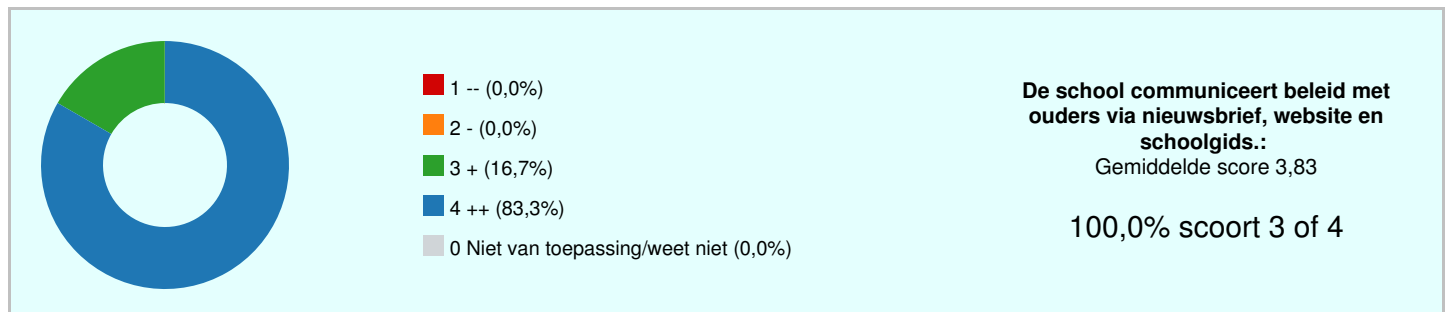 1 -- (0,0%)
2 - (0,0%)
3 + (16,7%)
4 ++ (83,3%)
0 Niet van toepassing/weet niet (0,0%)
De school communiceert beleid met
ouders via nieuwsbrief, website en
schoolgids.:
Gemiddelde score 3,83
100,0% scoort 3 of 4